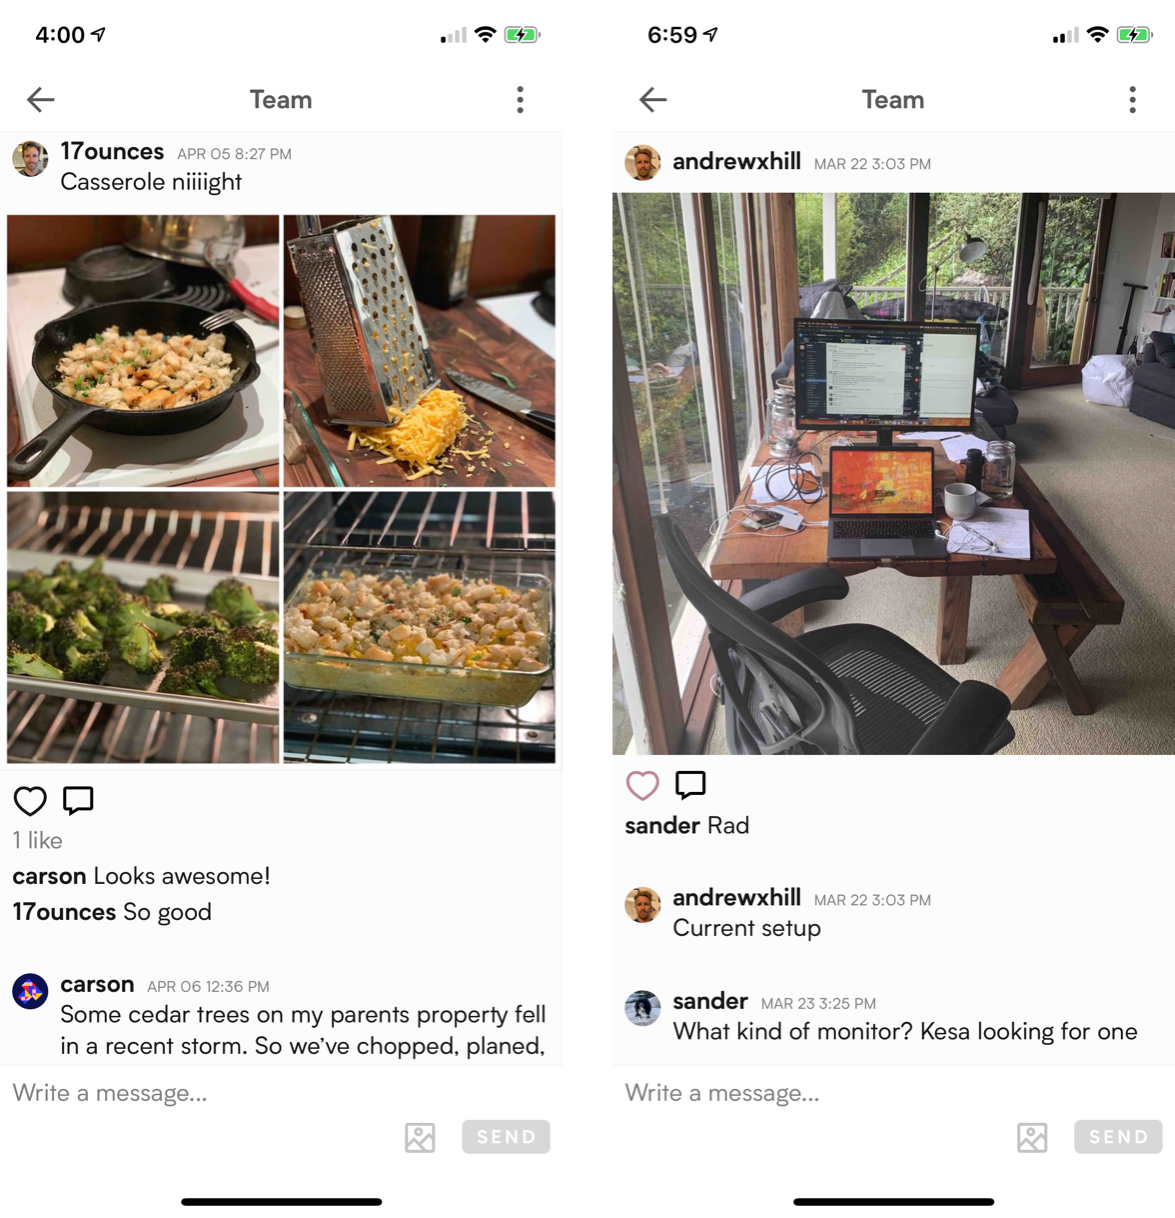 4:00
Team
17ounces APR 05 8:27 PM
Casserole niiiight
1 like
carson Looks awesome!
17ounces So good
carson APR 06 12:36 PM
Some cedar trees on my parents property fell
in a recent storm. So we've chopped, planed,
Write a message...
SEND
6:59
Team
andrewxhill MAR 22 3:03 PM
sander Rad
andrewxhill MAR 22 3:03 PM
Current setup
sander MAR 23 3:25 PM
What kind of monitor? Kesa looking for one
Write a message...
SEND